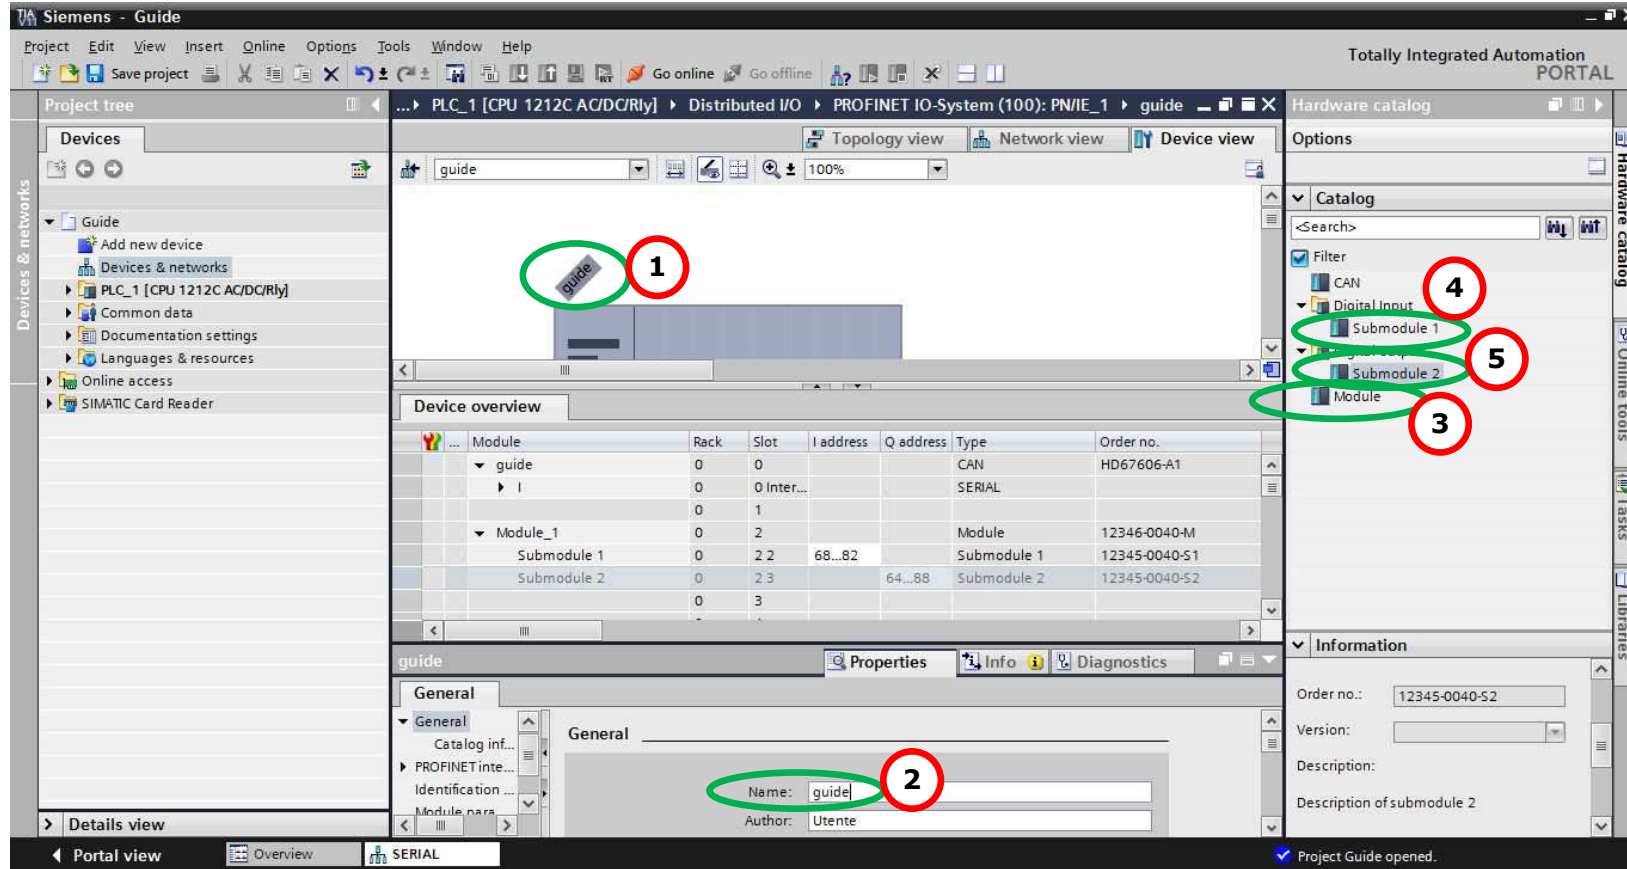 Siemens - Guide
Project Edit View Insert Online Options Tools Window Help
Totally Integrated Automation
PORTAL
Save project
Go online
Go offline
Project tree
...▸ PLC_1 [CPU 1212C AC/DC/Rly] ▸ Distributed I/O ▸ PROFINET IO-System (100): PN/IE_1 ▸ guide
Hardware catalog
Devices
Topology view
Network view
Device view
Options
guide
100%
Devices & networks
Guide
Add new device
Devices & networks
PLC_1 [CPU 1212C AC/DC/Rly]
Common data
Documentation settings
Languages & resources
Online access
SIMATIC Card Reader
guide
1
Catalog
<Search>
Filter
CAN
4
Digital Input
Submodule 1
5
Submodule 2
Module
3
Hardware catalog
Online tools
Tasks
Libraries
Device overview
... Module Rack Slot I address Q address Type Order no.
guide 0 0 CAN HD67606-A1
I 0 0 Inter... SERIAL
0 1
Module_1 0 2 Module 12346-0040-M
Submodule 1 0 2 2 68...82 Submodule 1 12345-0040-S1
Submodule 2 0 2 3 64...88 Submodule 2 12345-0040-S2
0 3
guide
Properties
Info
Diagnostics
General
General
Catalog inf...
PROFINET inte...
Identification ...
Module para...
General
2
Name: guide
Author: Utente
Information
Order no.: 12345-0040-S2
Version:
Description:
Description of submodule 2
Details view
Portal view
Overview
SERIAL
Project Guide opened.